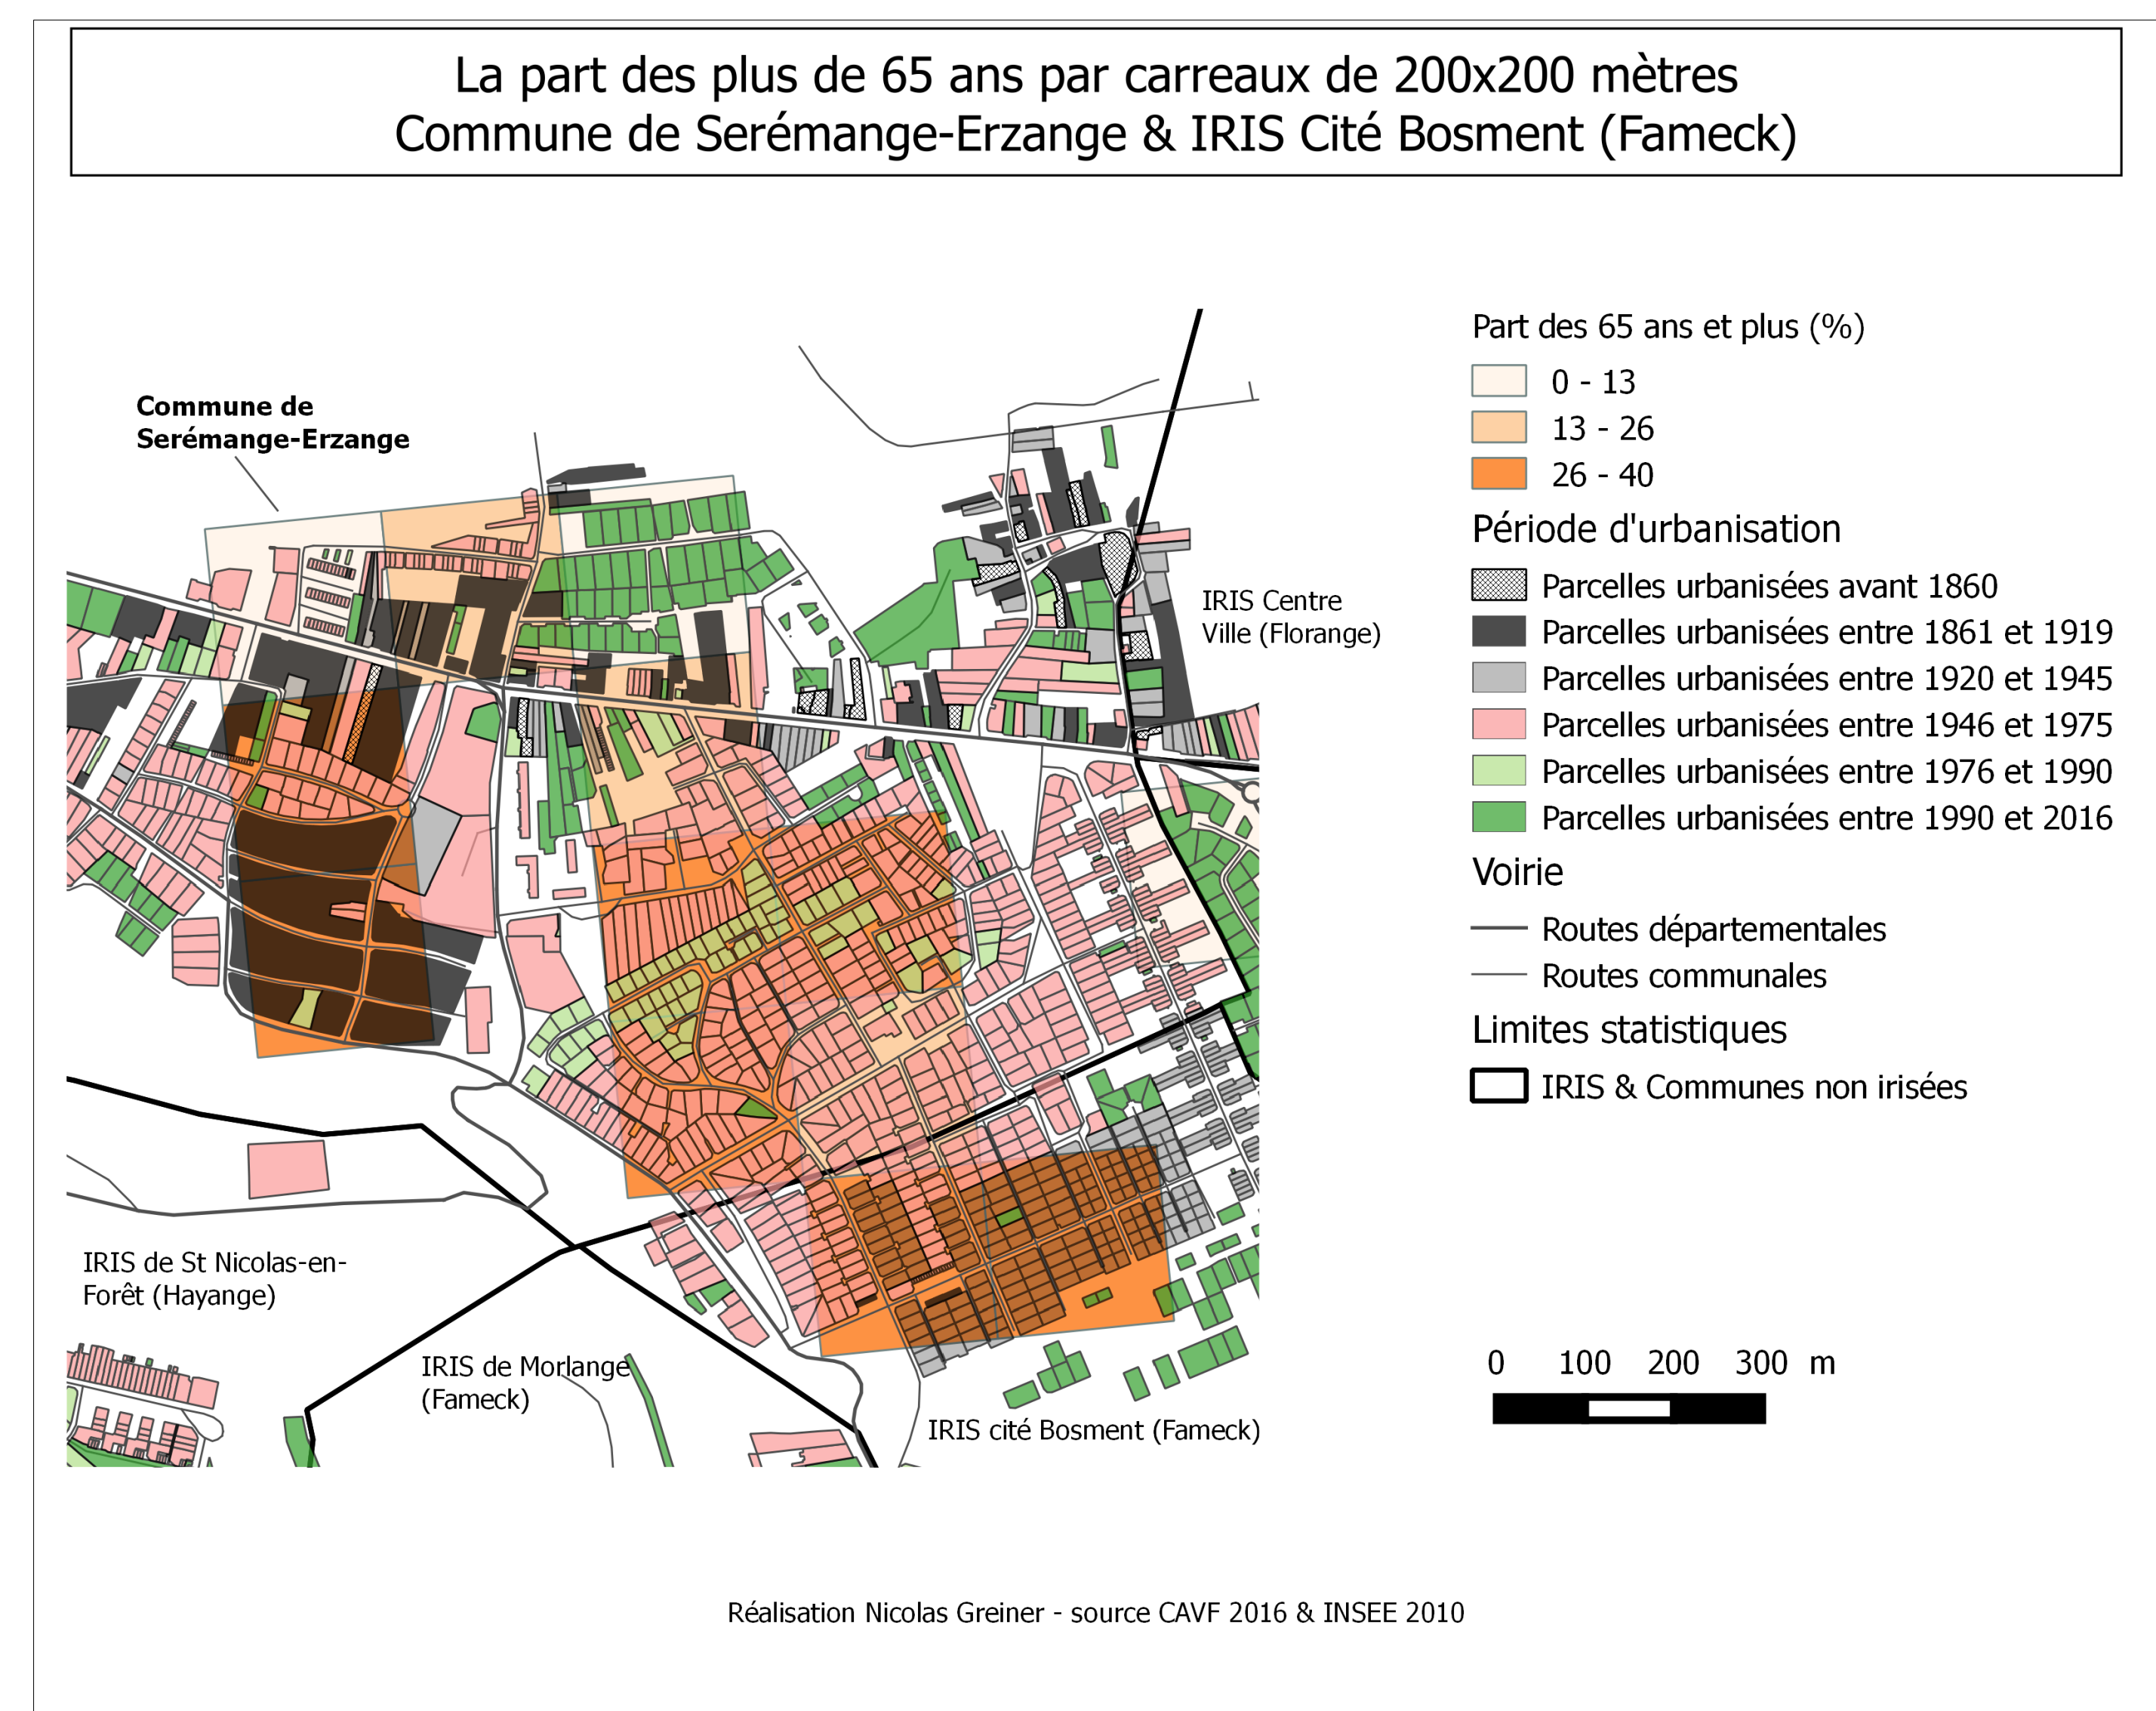 La part des plus de 65 ans par carreaux de 200x200 mètres
Commune de Serémange-Erzange & IRIS Cité Bosment (Fameck)
Commune de
Serémange-Erzange
IRIS Centre
Ville (Florange)
IRIS de St Nicolas-en-
Forêt (Hayange)
IRIS de Morlange
(Fameck)
IRIS cité Bosment (Fameck)
Part des 65 ans et plus (%)
0 - 13
13 - 26
26 - 40
Période d'urbanisation
Parcelles urbanisées avant 1860
Parcelles urbanisées entre 1861 et 1919
Parcelles urbanisées entre 1920 et 1945
Parcelles urbanisées entre 1946 et 1975
Parcelles urbanisées entre 1976 et 1990
Parcelles urbanisées entre 1990 et 2016
Voirie
Routes départementales
Routes communales
Limites statistiques
IRIS & Communes non irisées
0 100 200 300 m
Réalisation Nicolas Greiner - source CAVF 2016 & INSEE 2010